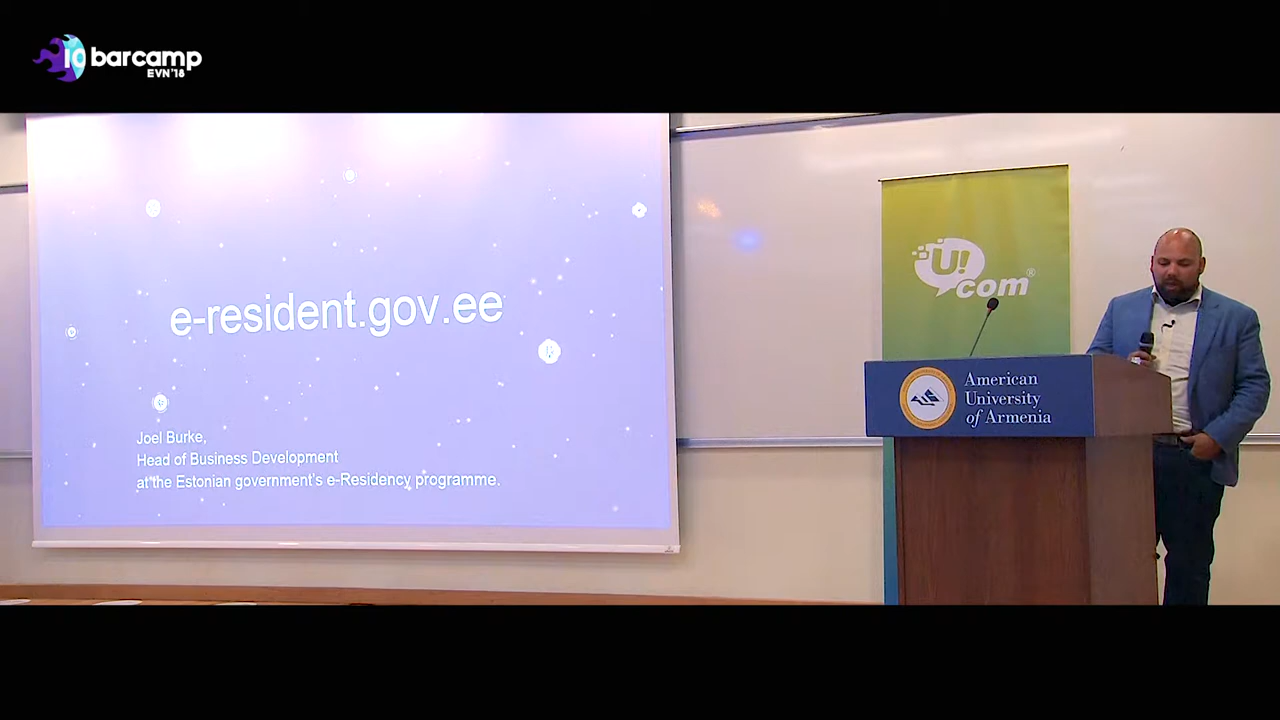 10 barcamp
EVN'18
e-resident.gov.ee
Joel Burke,
Head of Business Development
at the Estonian government's e-Residency programme.
U!
com®
American
University
of Armenia